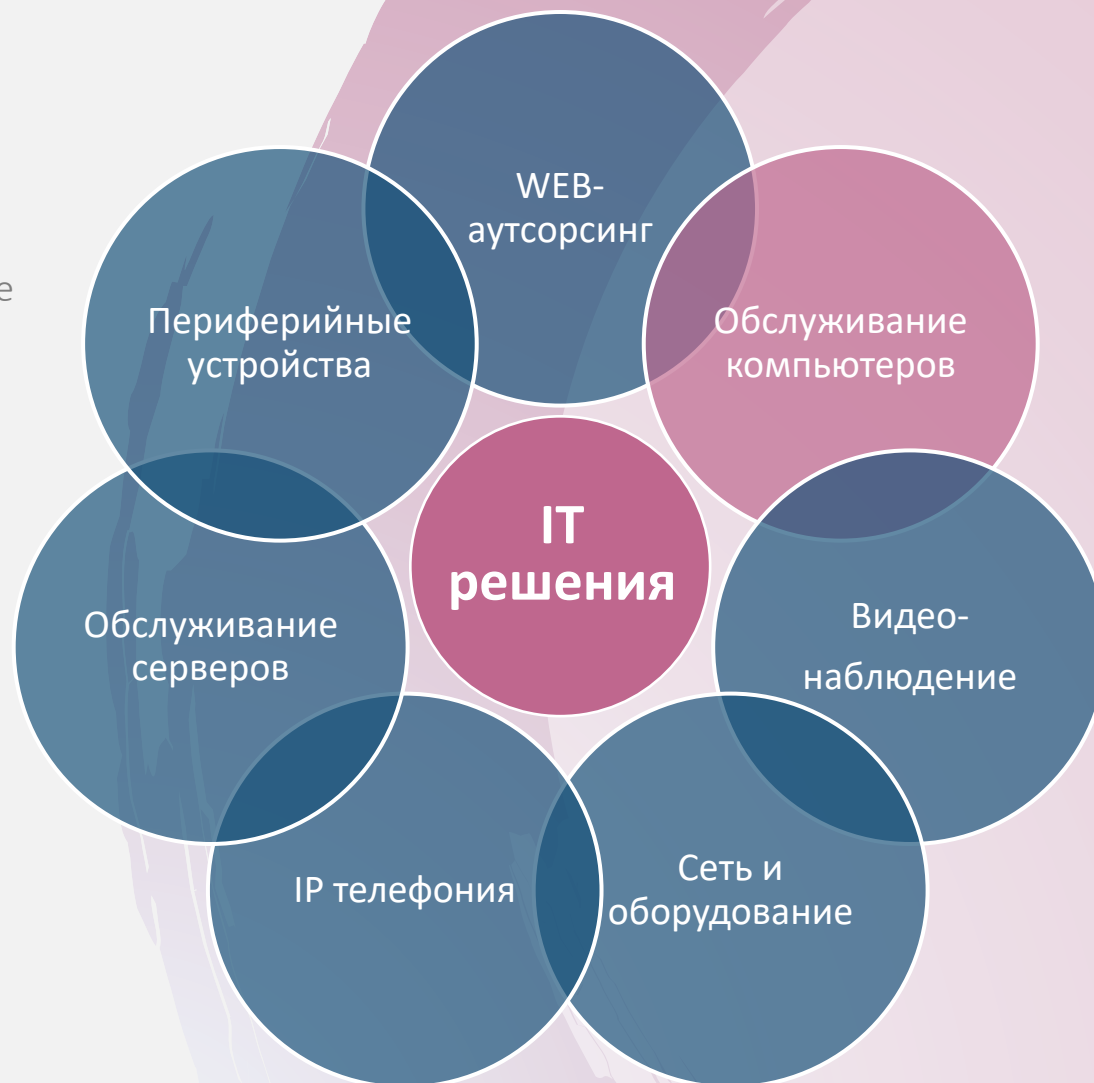 WEB-
аутсорсинг
Обслуживание
компьютеров
Видео-
наблюдение
Сеть и
оборудование
IP телефония
Обслуживание
серверов
Периферийные
устройства
IT
решения